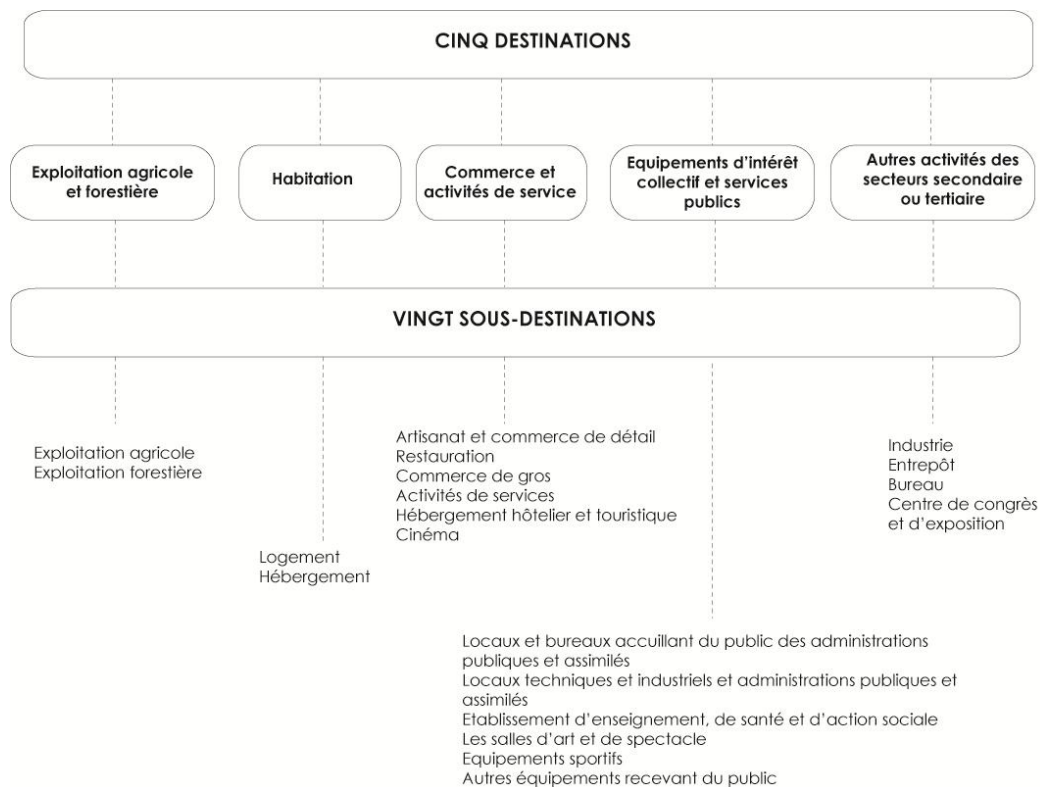 CINQ DESTINATIONS
Exploitation agricole
et forestière
Habitation
Commerce et
activités de service
Equipements d'intérêt
collectif et services
publics
Autres activités des
secteurs secondaire
ou tertiaire
VINGT SOUS-DESTINATIONS
Exploitation agricole
Exploitation forestière
Logement
Hébergement
Artisanat et commerce de détail
Restauration
Commerce de gros
Activités de services
Hébergement hôtelier et touristique
Cinéma
Locaux et bureaux accuillant du public des administrations
publiques et assimilés
Locaux techniques et industriels et administrations publiques et
assimilés
Etablissement d'enseignement, de santé et d'action sociale
Les salles d'art et de spectacle
Equipements sportifs
Autres équipements recevant du public
Industrie
Entrepôt
Bureau
Centre de congrès
et d'exposition